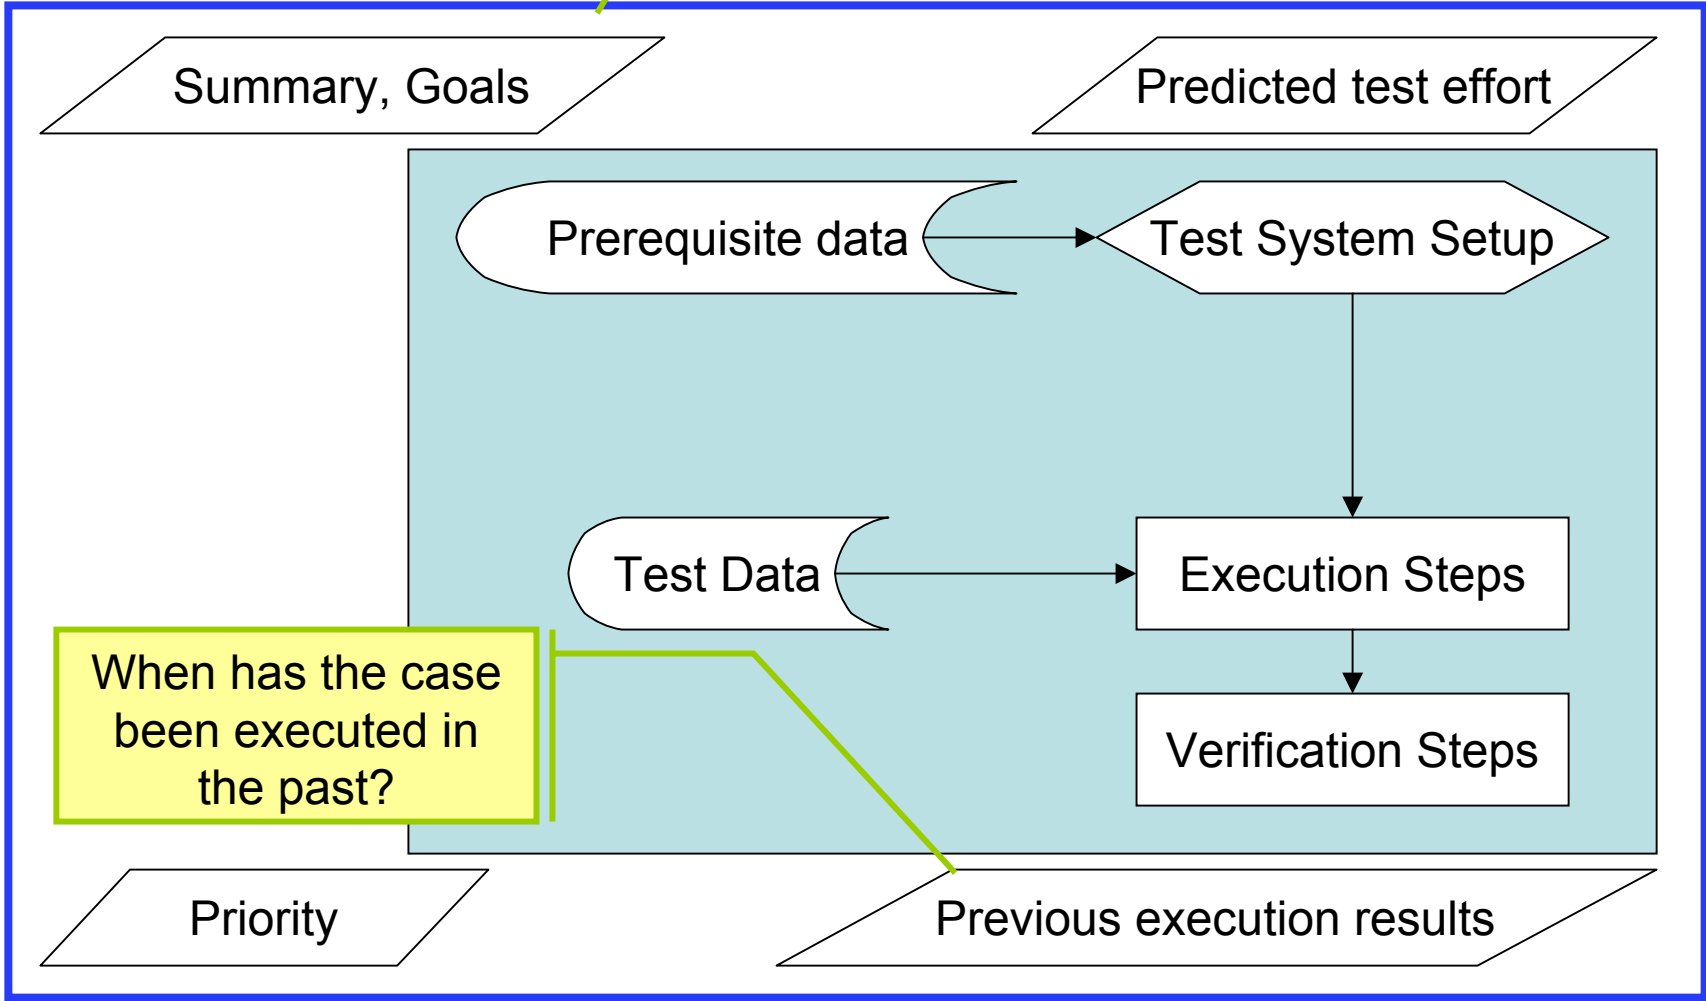 Summary, Goals
Predicted test effort
Prerequisite data
Test System Setup
Test Data
Execution Steps
When has the case
been executed in
the past?
Verification Steps
Priority
Previous execution results